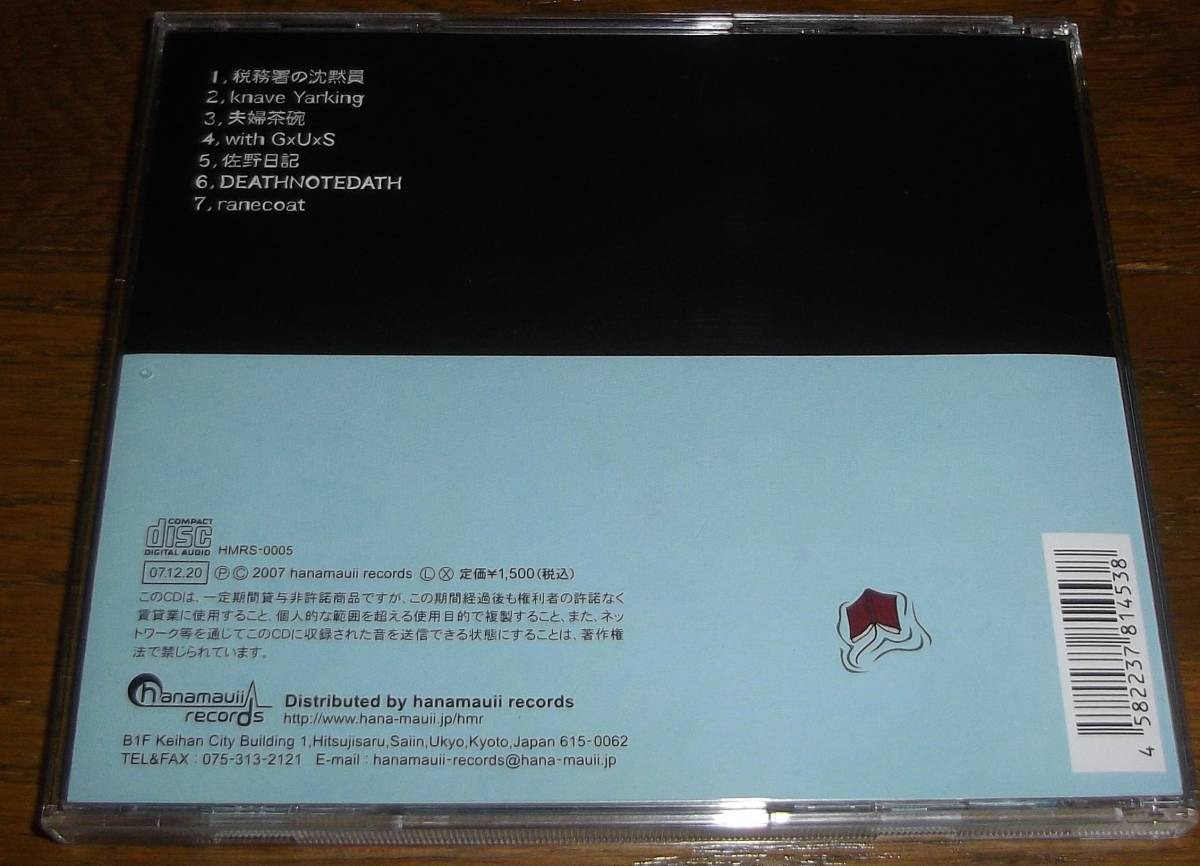 1, 税務署の沈黙員
2, knave Yarking
3, 夫婦茶碗
4, with GxUxS
5, 佐野日記
6, DEATHNOTEDATH
7, ranecoat
COMPACT
disc
DIGITAL AUDIO
HMRS-0005
07.12.20 Ⓟ Ⓒ 2007 hanamauii records Ⓛ Ⓧ 定価¥1,500(税込)
このCDは、一定期間貸与非許諾商品ですが、この期間経過後も権利者の許諾なく
賃貸業に使用すること、個人的な範囲を超える使用目的で複製すること、また、ネッ
トワーク等を通じてこのCDに収録された音を送信できる状態にすることは、著作権
法で禁じられています。
hanamauii
records
Distributed by hanamauii records
http://www.hana-mauii.jp/hmr
B1F Keihan City Building 1,Hitsujisaru,Saiin,Ukyo,Kyoto,Japan 615-0062
TEL&FAX : 075-313-2121 E-mail : hanamauii-records@hana-mauii.jp
4 582237 814538